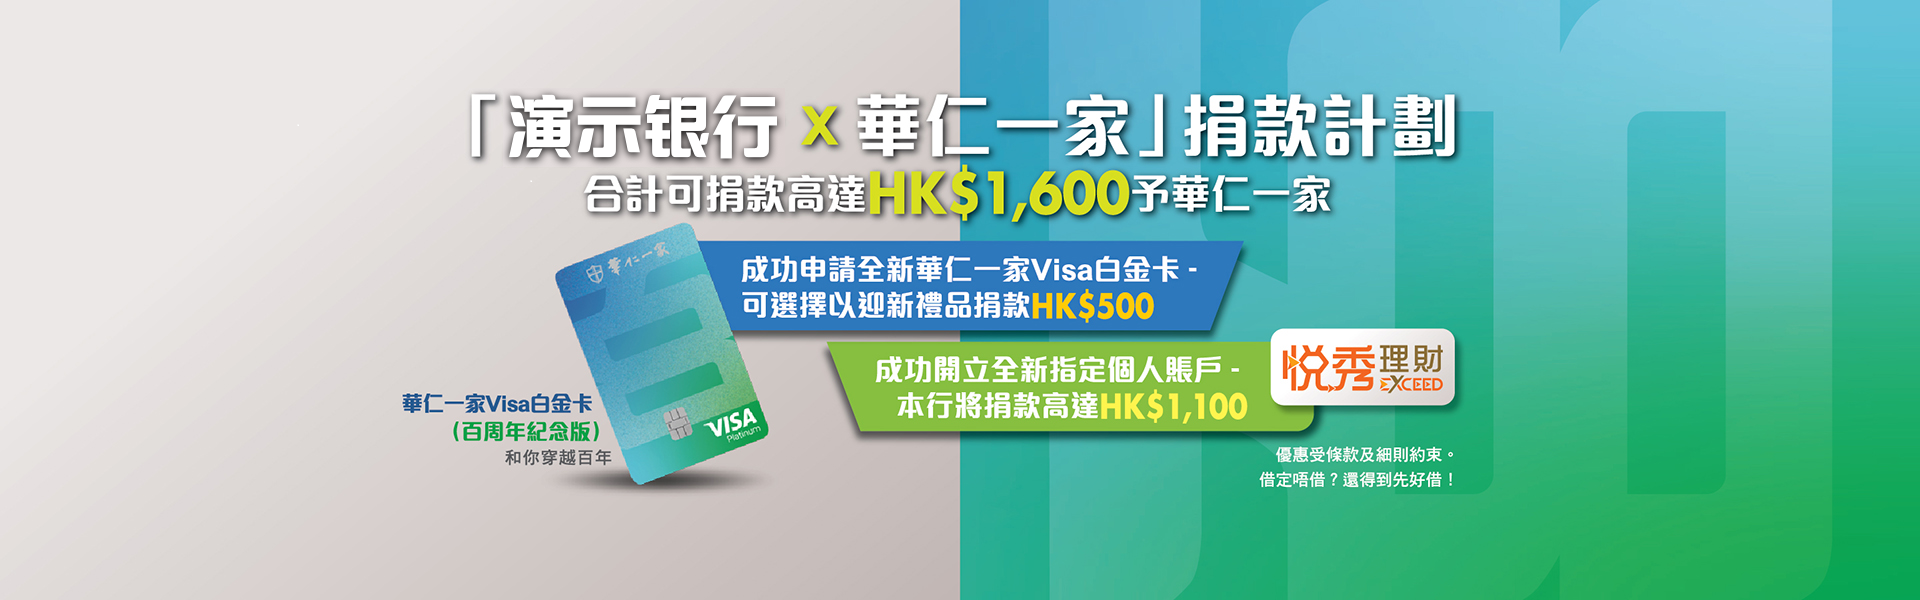 「演示银行 x 華仁一家」捐款計劃
合計可捐款高達HK$1,600予華仁一家
華仁一家
成功申請全新華仁一家Visa白金卡 -
可選擇以迎新禮品捐款HK$500
成功開立全新指定個人賬戶 -
本行將捐款高達HK$1,100
悦秀理財
EXCEED
華仁一家Visa白金卡
（百周年紀念版）
和你穿越百年
VISA
Platinum
優惠受條款及細則約束。
借定唔借？還得到先好借！